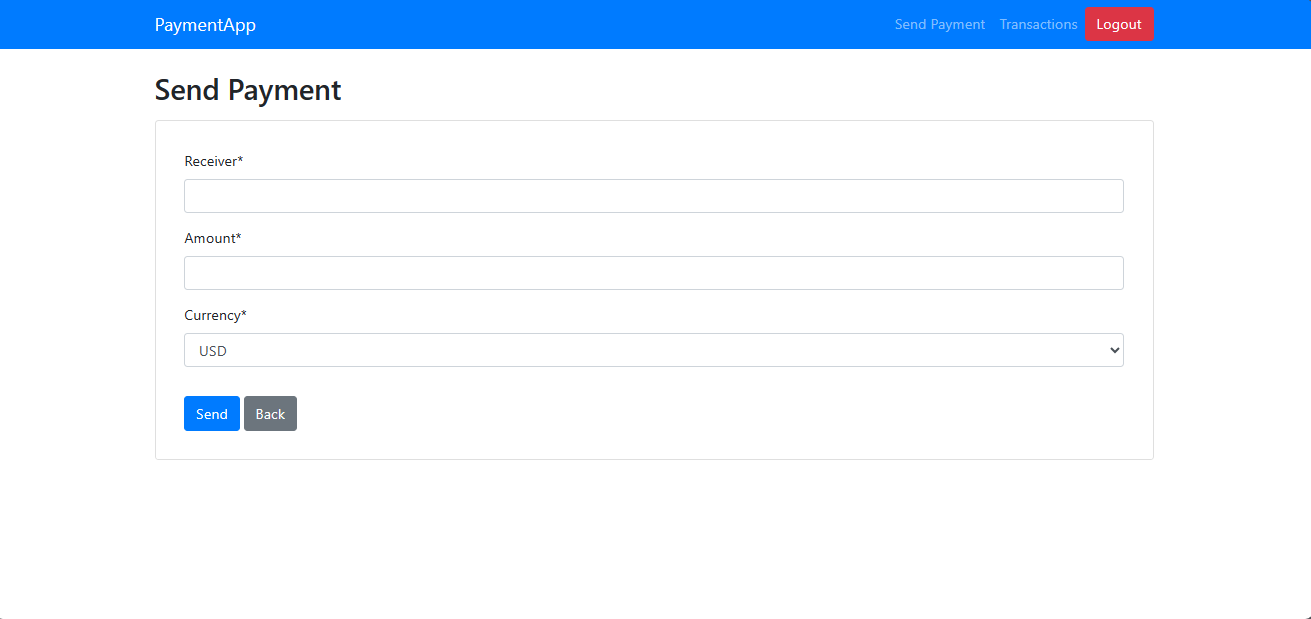 PaymentApp Send Payment Transactions Logout
Send Payment
Receiver*
Amount*
Currency*
USD
Send Back